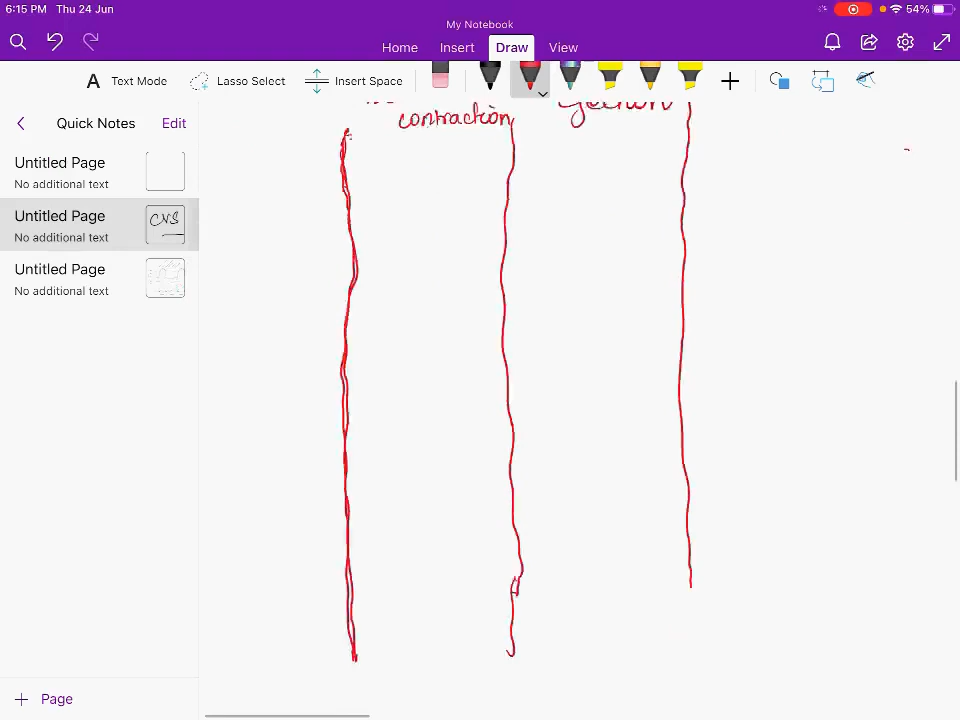 6:15 PM Thu 24 Jun 54%
My Notebook
Home Insert Draw View
A Text Mode Lasso Select Insert Space
Quick Notes Edit
Untitled Page
No additional text
Untitled Page
No additional text
CNS
Untitled Page
No additional text
contraction
Page